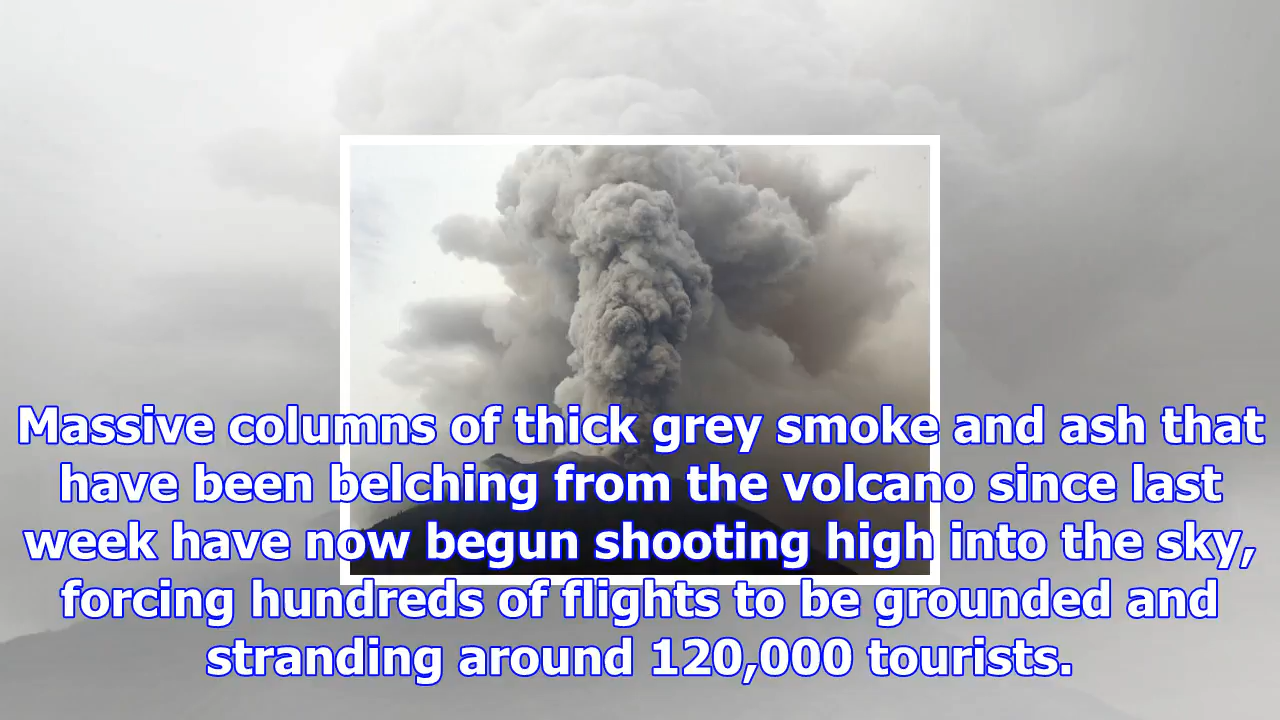 Massive columns of thick grey smoke and ash that
have been belching from the volcano since last
week have now begun shooting high into the sky,
forcing hundreds of flights to be grounded and
stranding around 120,000 tourists.